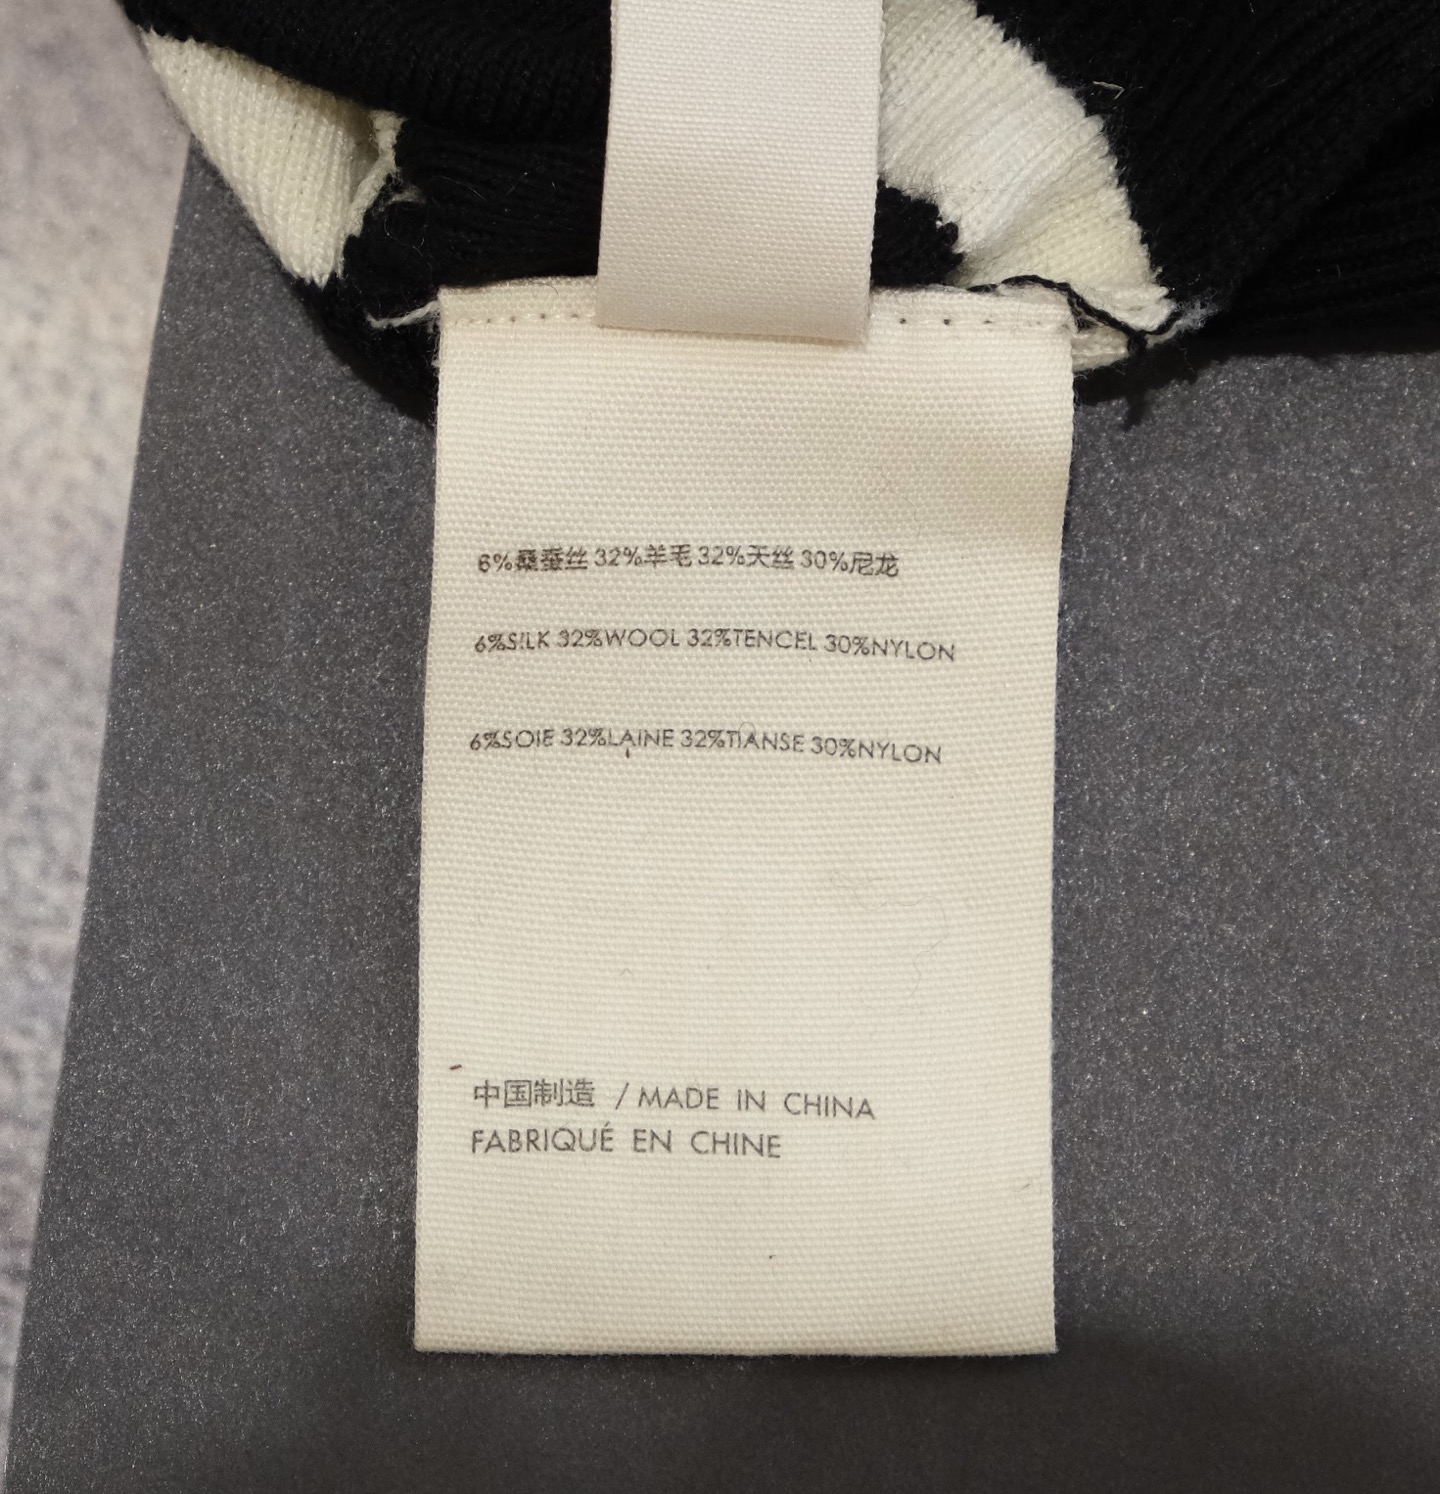 6%桑蚕丝 32%羊毛 32%天丝 30%尼龙
6%SILK 32%WOOL 32%TENCEL 30%NYLON
6%SOIE 32%LAINE 32%TIANSE 30%NYLON
中国制造 / MADE IN CHINA
FABRIQUÉ EN CHINE